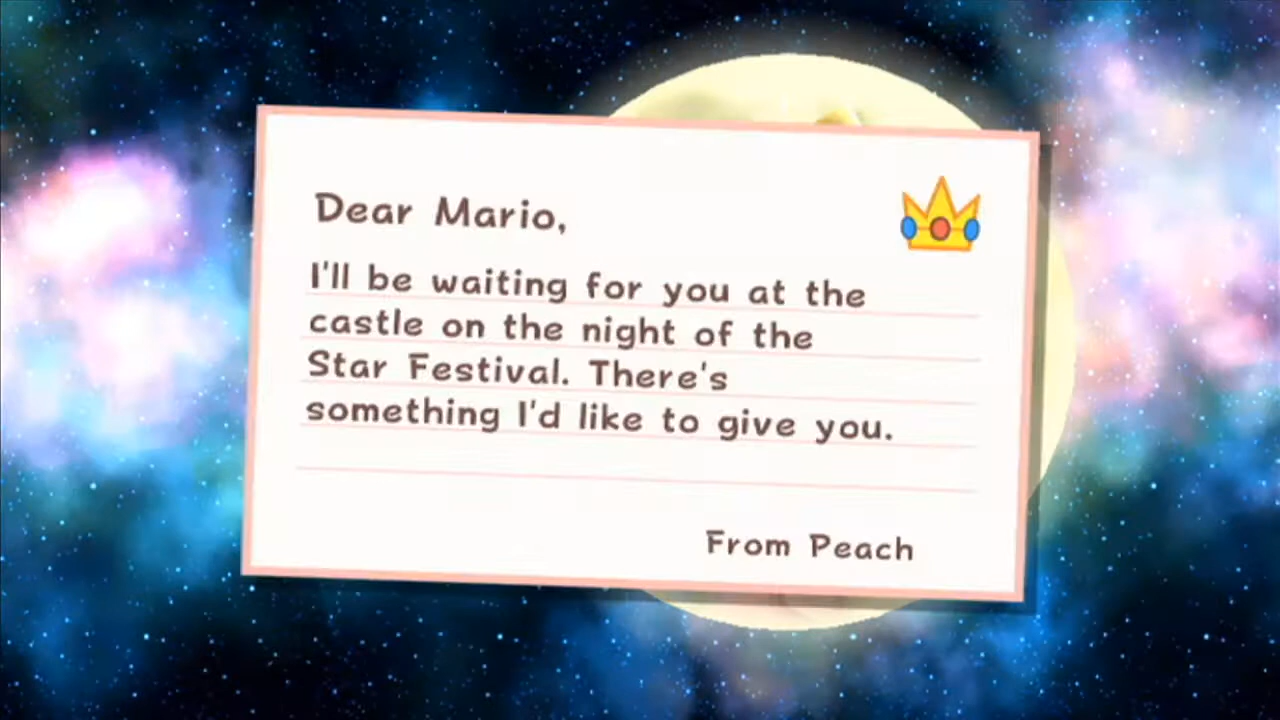 Dear Mario,
I'll be waiting for you at the
castle on the night of the
Star Festival. There's
something I'd like to give you.
From Peach